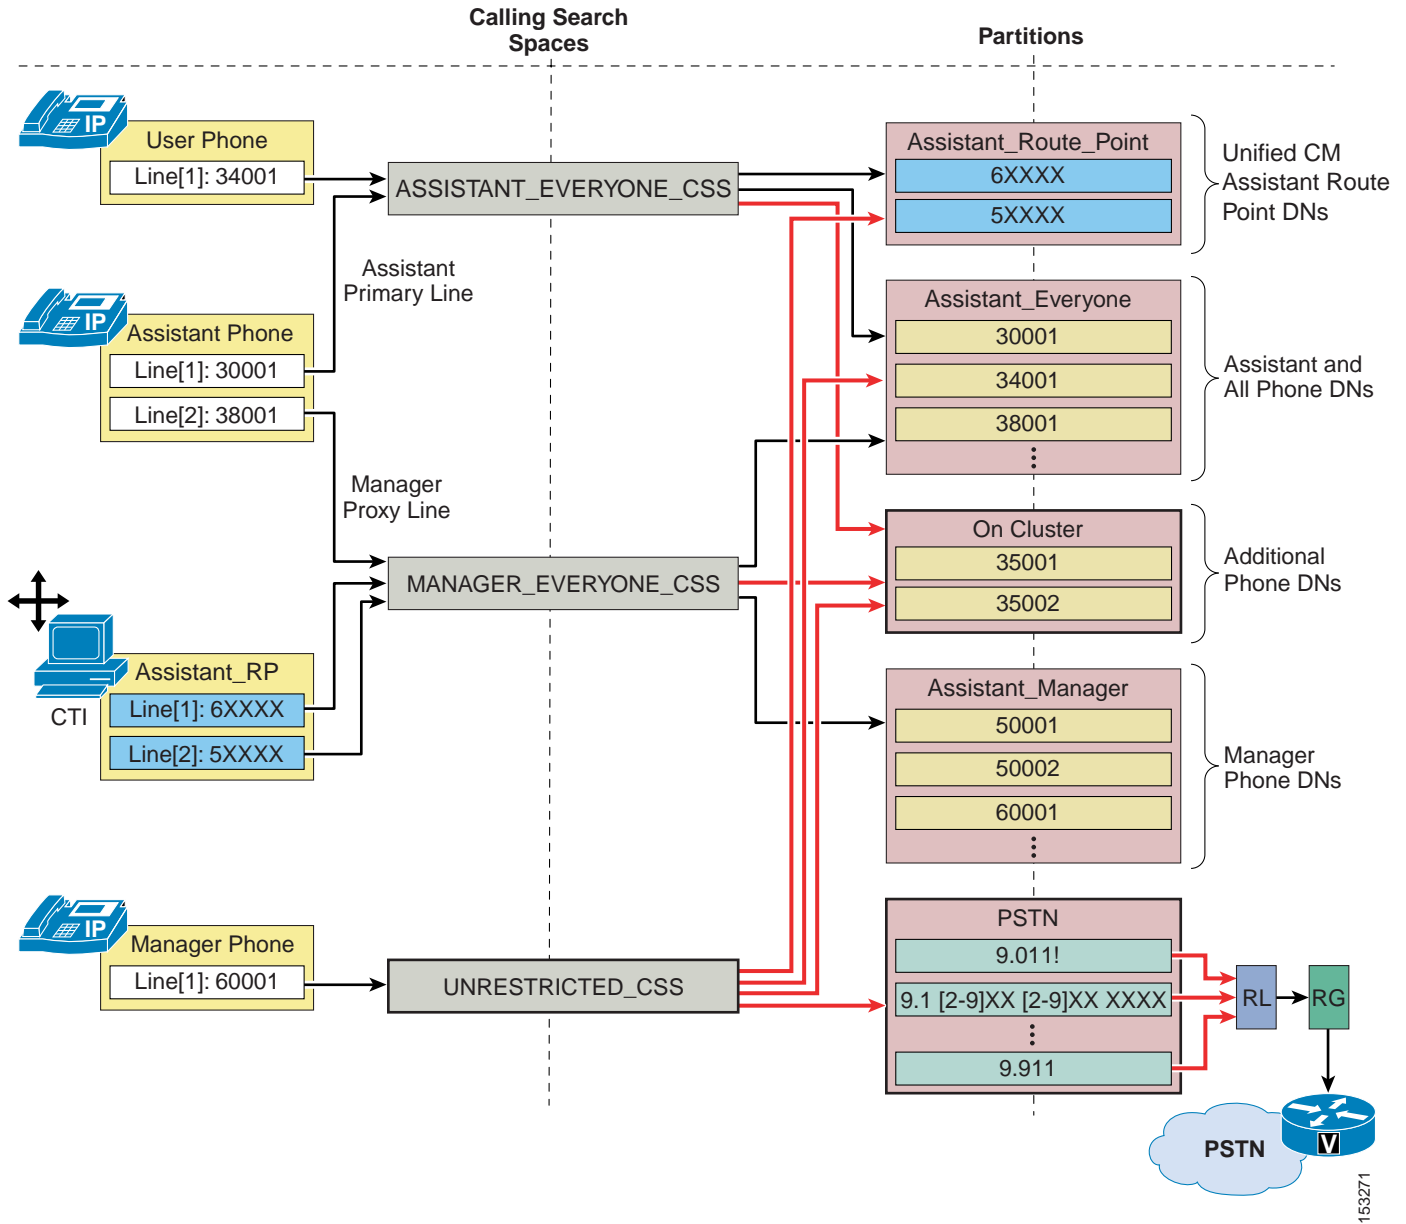 Calling Search
Spaces
Partitions
IP
User Phone
Line[1]: 34001
ASSISTANT_EVERYONE_CSS
Assistant_Route_Point
6XXXX
5XXXX
Unified CM
Assistant Route
Point DNs
Assistant
Primary Line
IP
Assistant Phone
Line[1]: 30001
Line[2]: 38001
Assistant_Everyone
30001
34001
38001
Assistant and
All Phone DNs
Manager
Proxy Line
On Cluster
35001
35002
Additional
Phone DNs
MANAGER_EVERYONE_CSS
CTI
Assistant_RP
Line[1]: 6XXXX
Line[2]: 5XXXX
Assistant_Manager
50001
50002
60001
Manager
Phone DNs
IP
Manager Phone
Line[1]: 60001
UNRESTRICTED_CSS
PSTN
9.011!
9.1 [2-9]XX [2-9]XX XXXX
9.911
RL
RG
V
PSTN
153271